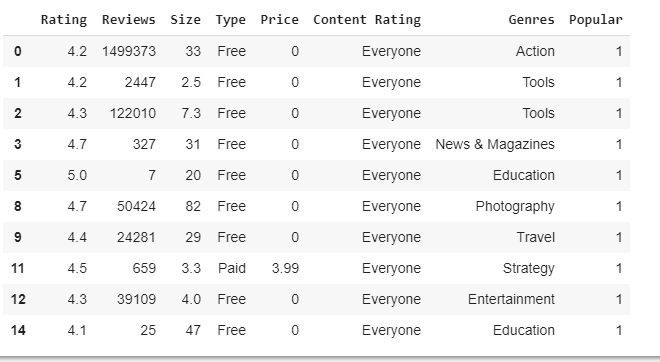 Rating Reviews Size Type Price Content Rating Genres Popular
0 4.2 1499373 33 Free 0 Everyone Action 1
1 4.2 2447 2.5 Free 0 Everyone Tools 1
2 4.3 122010 7.3 Free 0 Everyone Tools 1
3 4.7 327 31 Free 0 Everyone News & Magazines 1
5 5.0 7 20 Free 0 Everyone Education 1
8 4.7 50424 82 Free 0 Everyone Photography 1
9 4.4 24281 29 Free 0 Everyone Travel 1
11 4.5 659 3.3 Paid 3.99 Everyone Strategy 1
12 4.3 39109 4.0 Free 0 Everyone Entertainment 1
14 4.1 25 47 Free 0 Everyone Education 1